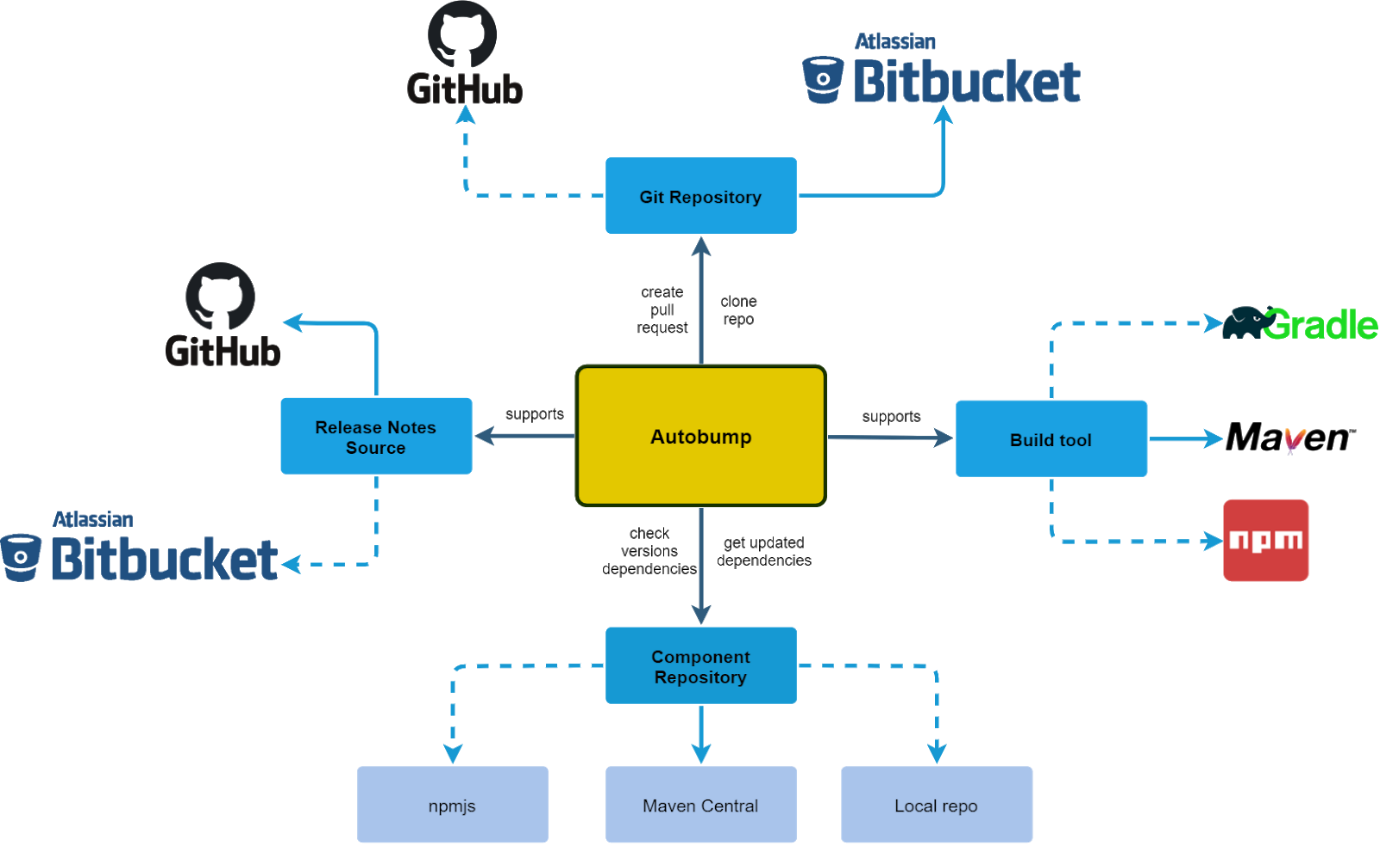 GitHub
Atlassian
Bitbucket
Git Repository
create
pull
request
clone
repo
GitHub
Gradle
Release Notes
Source
supports
Autobump
supports
Build tool
Maven™
Atlassian
Bitbucket
check
versions
dependencies
get updated
dependencies
npm
Component
Repository
npmjs
Maven Central
Local repo